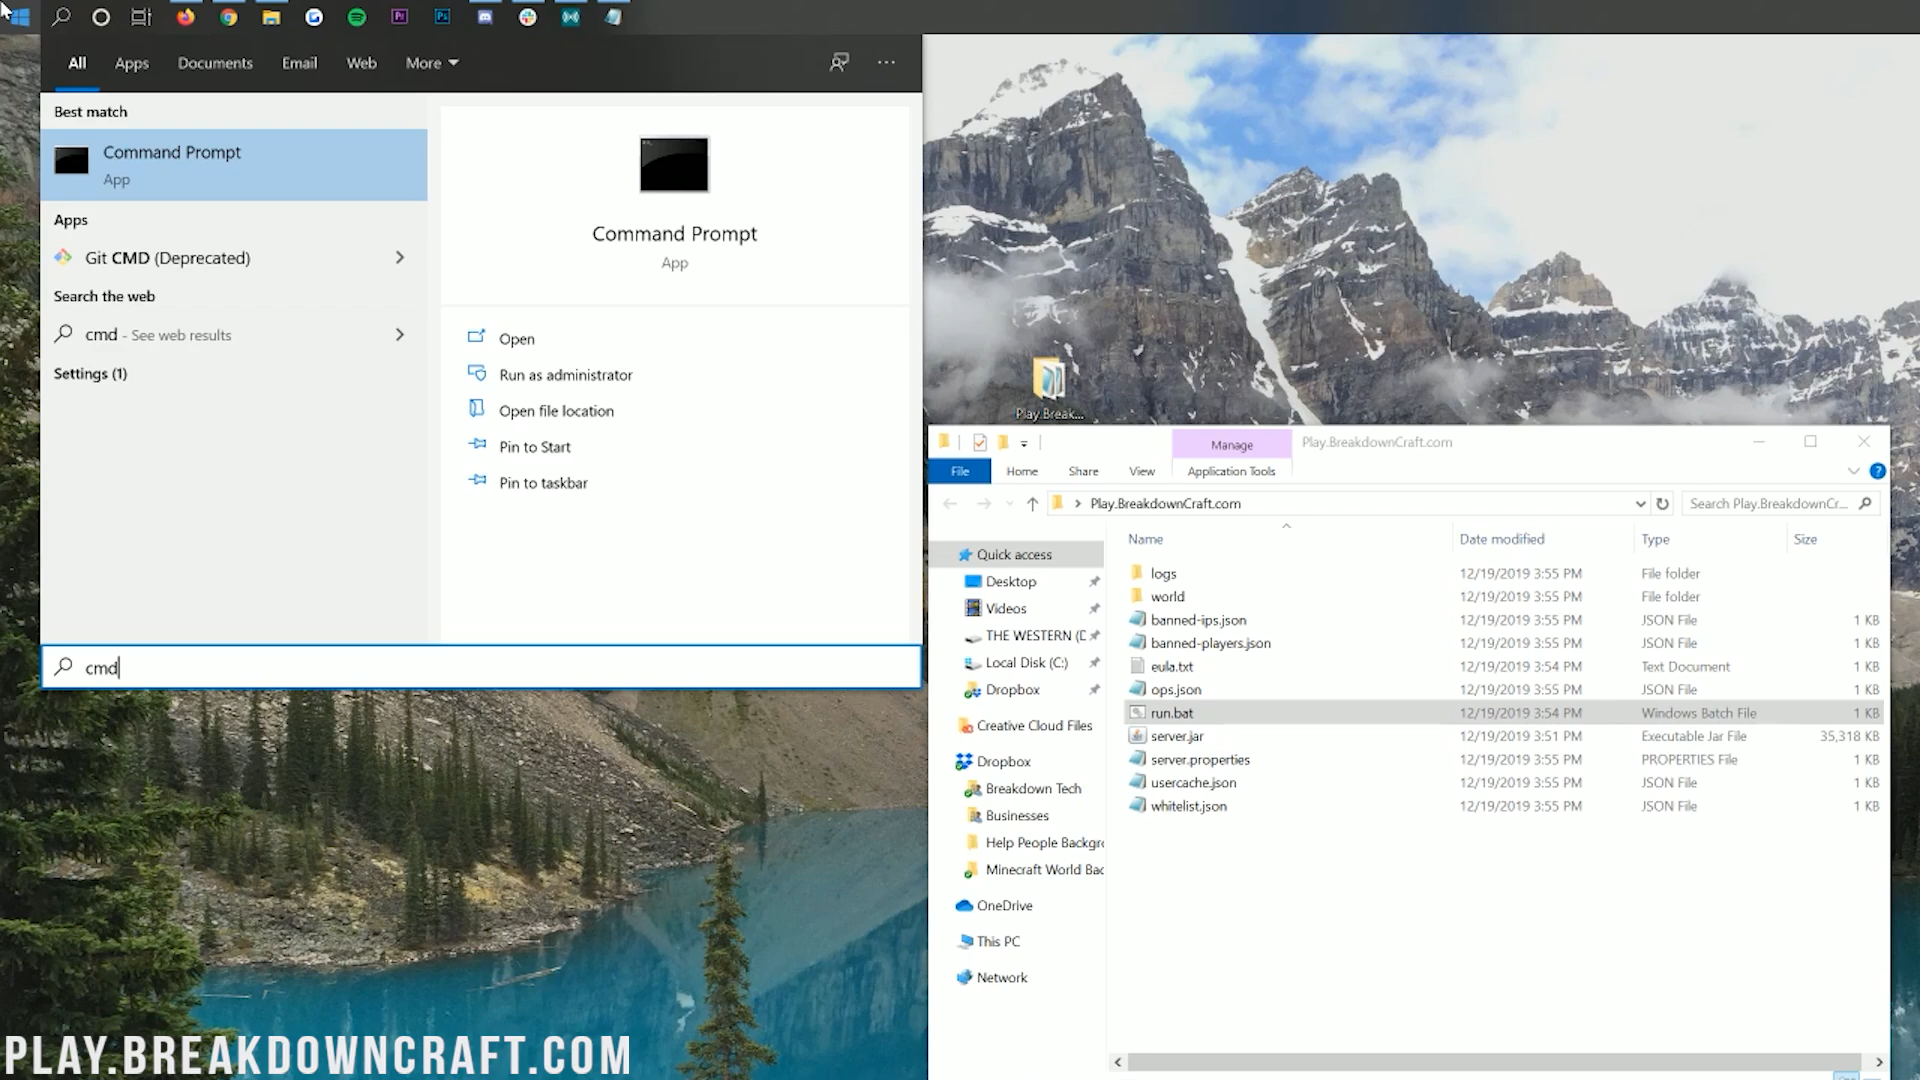 All
Apps
Documents
Email
Web
More
Best match
Command Prompt
App
Apps
Git CMD (Deprecated)
Search the web
cmd - See web results
Settings (1)
Command Prompt
App
Open
Run as administrator
Open file location
Pin to Start
Pin to taskbar
cmd
Play.Break...
Manage
Play.BreakdownCraft.com
File
Home
Share
View
Application Tools
Play.BreakdownCraft.com
Search Play.BreakdownCr...
Name
Date modified
Type
Size
Quick access
Desktop
Videos
THE WESTERN (D
Local Disk (C:)
Dropbox
Creative Cloud Files
Dropbox
Breakdown Tech
Businesses
Help People Backgr
Minecraft World Bac
OneDrive
This PC
Network
logs 12/19/2019 3:55 PM File folder
world 12/19/2019 3:55 PM File folder
banned-ips.json 12/19/2019 3:55 PM JSON File 1 KB
banned-players.json 12/19/2019 3:55 PM JSON File 1 KB
eula.txt 12/19/2019 3:54 PM Text Document 1 KB
ops.json 12/19/2019 3:55 PM JSON File 1 KB
run.bat 12/19/2019 3:54 PM Windows Batch File 1 KB
server.jar 12/19/2019 3:51 PM Executable Jar File 35,318 KB
server.properties 12/19/2019 3:55 PM PROPERTIES File 1 KB
usercache.json 12/19/2019 3:55 PM JSON File 1 KB
whitelist.json 12/19/2019 3:55 PM JSON File 1 KB
PLAY.BREAKDOWNCRAFT.COM